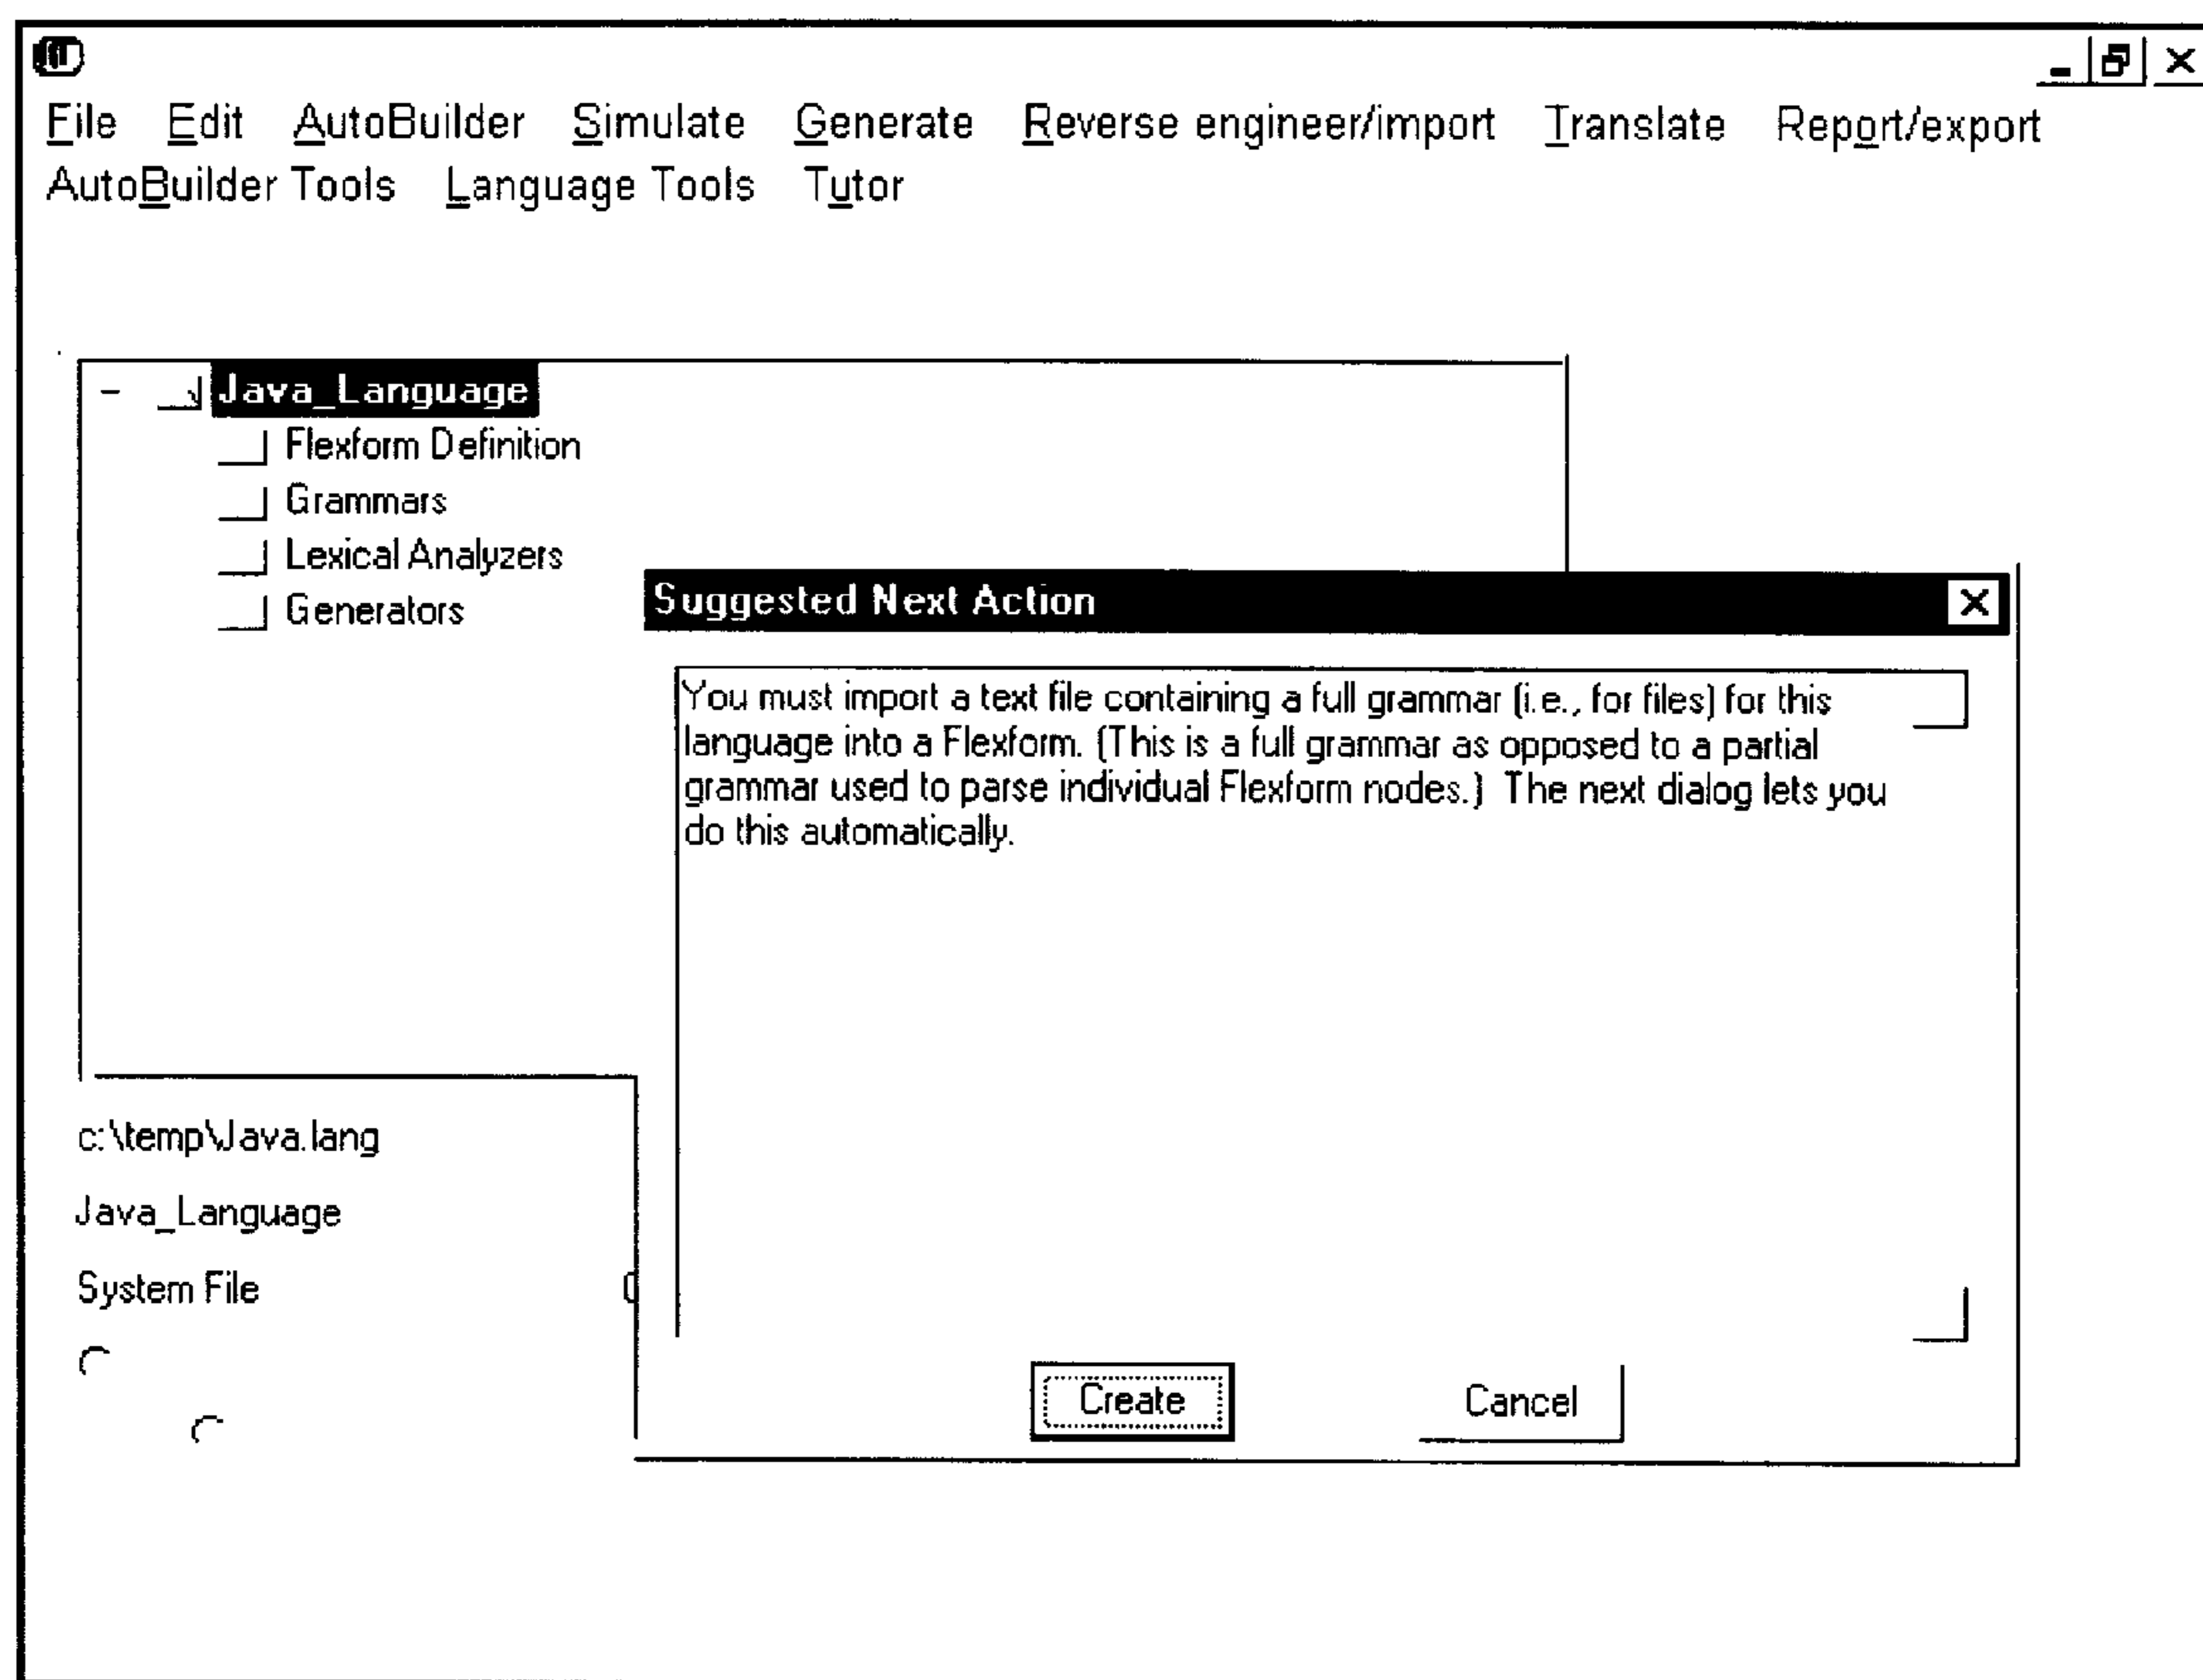 File Edit AutoBuilder Simulate Generate Reverse engineer/import Translate Report/export
AutoBuilder Tools Language Tools Tutor
Java_Language
Flexform Definition
Grammars
Lexical Analyzers
Generators
Suggested Next Action
You must import a text file containing a full grammar (i.e., for files) for this
language into a Flexform. (This is a full grammar as opposed to a partial
grammar used to parse individual Flexform nodes.) The next dialog lets you
do this automatically.
c:\temp\Java.lang
Java_Language
System File
Create Cancel